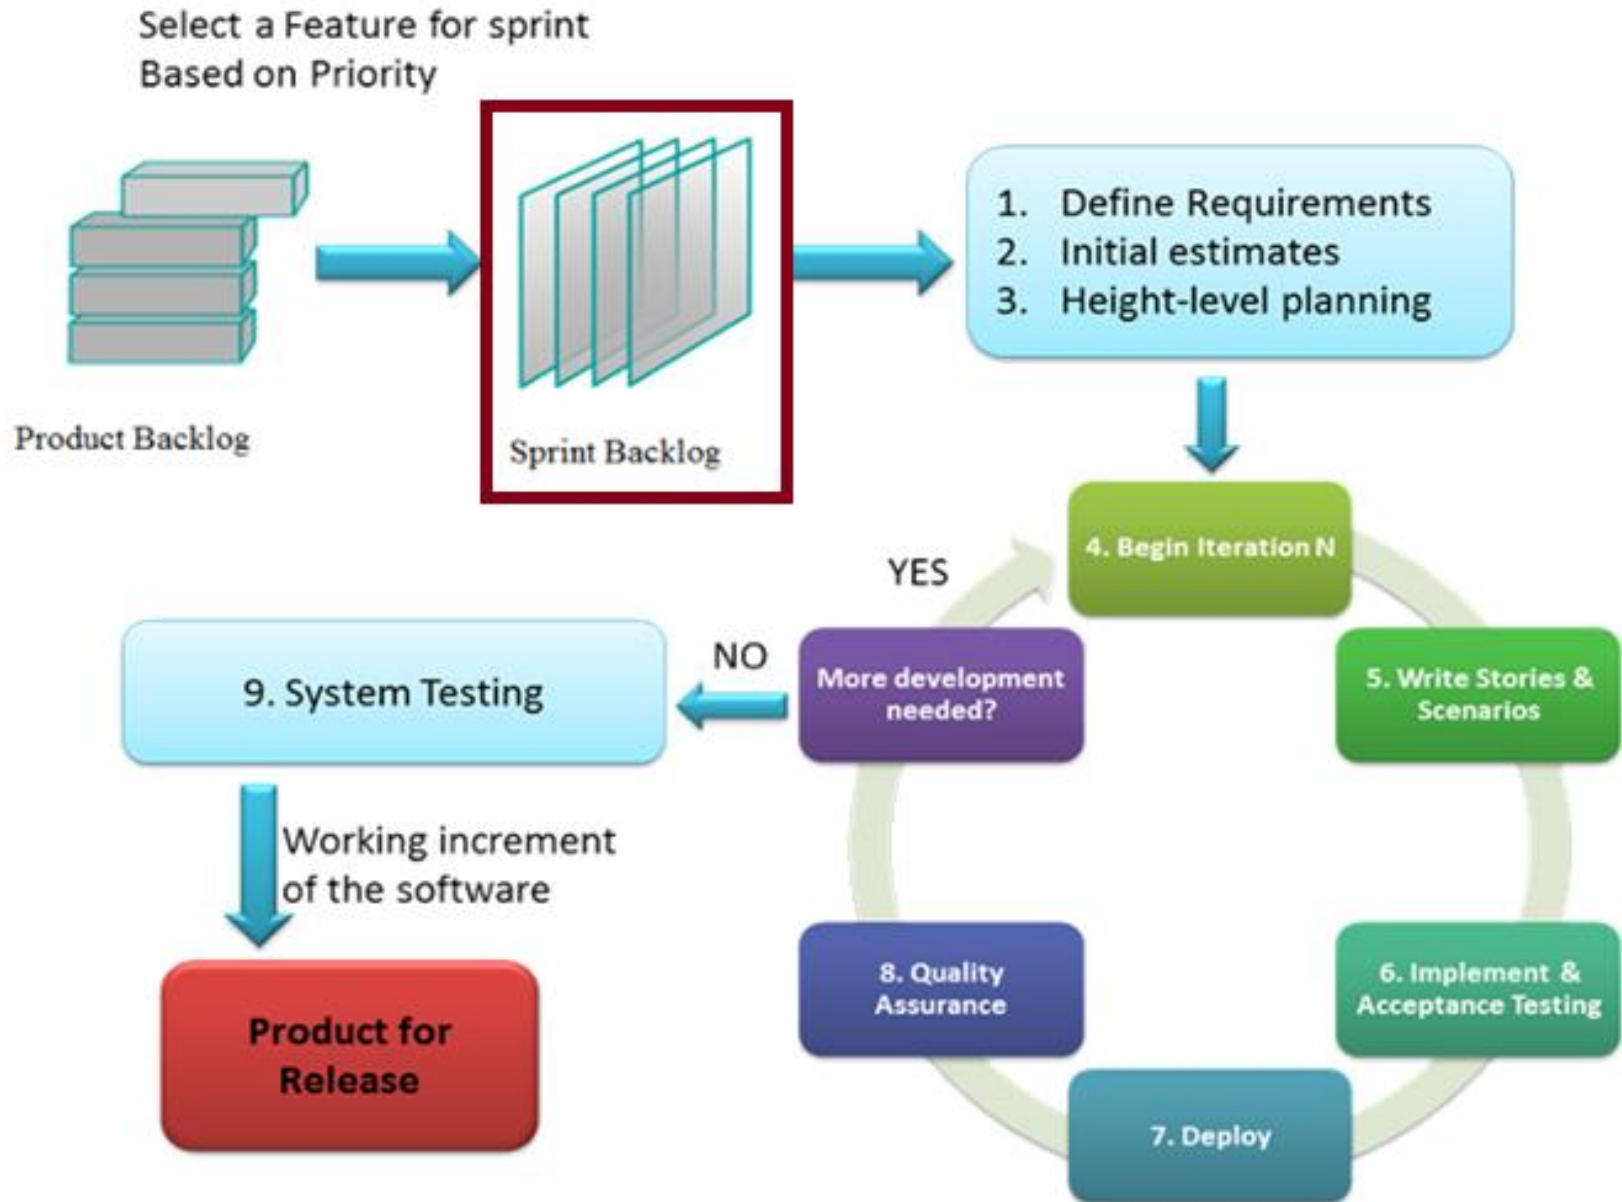 Select a Feature for sprint
Based on Priority
Product Backlog
Sprint Backlog
1. Define Requirements
2. Initial estimates
3. Height-level planning
4. Begin Iteration N
5. Write Stories &
Scenarios
6. Implement &
Acceptance Testing
7. Deploy
8. Quality
Assurance
More development
needed?
YES
NO
9. System Testing
Working increment
of the software
Product for
Release